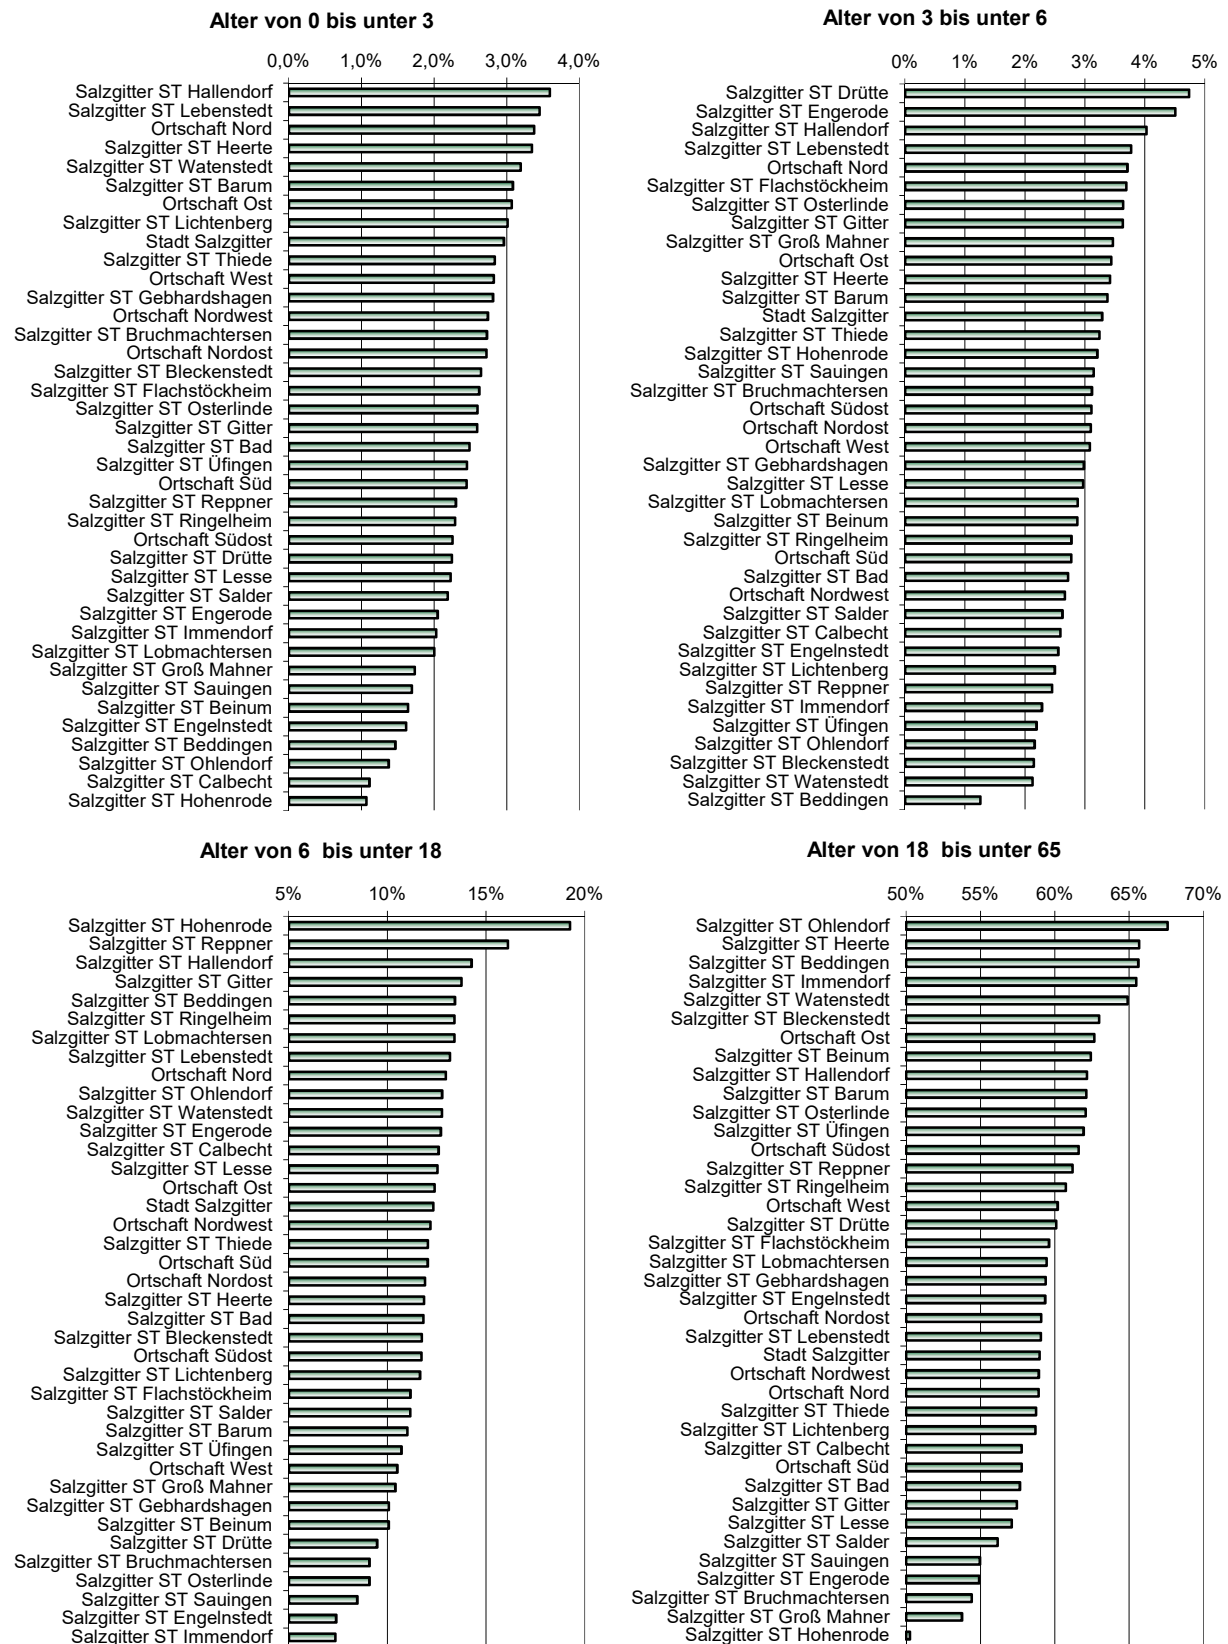 Alter von 0 bis unter 3
0,0% 1,0% 2,0% 3,0% 4,0%
Salzgitter ST Hallendorf
Salzgitter ST Lebenstedt
Ortschaft Nord
Salzgitter ST Heerte
Salzgitter ST Watenstedt
Salzgitter ST Barum
Ortschaft Ost
Salzgitter ST Lichtenberg
Stadt Salzgitter
Salzgitter ST Thiede
Ortschaft West
Salzgitter ST Gebhardshagen
Ortschaft Nordwest
Salzgitter ST Bruchmachtersen
Ortschaft Nordost
Salzgitter ST Bleckenstedt
Salzgitter ST Flachstöckheim
Salzgitter ST Osterlinde
Salzgitter ST Gitter
Salzgitter ST Bad
Salzgitter ST Üfingen
Ortschaft Süd
Salzgitter ST Reppner
Salzgitter ST Ringelheim
Ortschaft Südost
Salzgitter ST Drütte
Salzgitter ST Lesse
Salzgitter ST Salder
Salzgitter ST Engerode
Salzgitter ST Immendorf
Salzgitter ST Lobmachtersen
Salzgitter ST Groß Mahner
Salzgitter ST Sauingen
Salzgitter ST Beinum
Salzgitter ST Engelnstedt
Salzgitter ST Beddingen
Salzgitter ST Ohlendorf
Salzgitter ST Calbecht
Salzgitter ST Hohenrode
Alter von 3 bis unter 6
0% 1% 2% 3% 4% 5%
Salzgitter ST Drütte
Salzgitter ST Engerode
Salzgitter ST Hallendorf
Salzgitter ST Lebenstedt
Ortschaft Nord
Salzgitter ST Flachstöckheim
Salzgitter ST Osterlinde
Salzgitter ST Gitter
Salzgitter ST Groß Mahner
Ortschaft Ost
Salzgitter ST Heerte
Salzgitter ST Barum
Stadt Salzgitter
Salzgitter ST Thiede
Salzgitter ST Hohenrode
Salzgitter ST Sauingen
Salzgitter ST Bruchmachtersen
Ortschaft Südost
Ortschaft Nordost
Ortschaft West
Salzgitter ST Gebhardshagen
Salzgitter ST Lesse
Salzgitter ST Lobmachtersen
Salzgitter ST Beinum
Salzgitter ST Ringelheim
Ortschaft Süd
Salzgitter ST Bad
Ortschaft Nordwest
Salzgitter ST Salder
Salzgitter ST Calbecht
Salzgitter ST Engelnstedt
Salzgitter ST Lichtenberg
Salzgitter ST Reppner
Salzgitter ST Immendorf
Salzgitter ST Üfingen
Salzgitter ST Ohlendorf
Salzgitter ST Bleckenstedt
Salzgitter ST Watenstedt
Salzgitter ST Beddingen
Alter von 6 bis unter 18
5% 10% 15% 20%
Salzgitter ST Hohenrode
Salzgitter ST Reppner
Salzgitter ST Hallendorf
Salzgitter ST Gitter
Salzgitter ST Beddingen
Salzgitter ST Ringelheim
Salzgitter ST Lobmachtersen
Salzgitter ST Lebenstedt
Ortschaft Nord
Salzgitter ST Ohlendorf
Salzgitter ST Watenstedt
Salzgitter ST Engerode
Salzgitter ST Calbecht
Salzgitter ST Lesse
Ortschaft Ost
Stadt Salzgitter
Ortschaft Nordwest
Salzgitter ST Thiede
Ortschaft Süd
Ortschaft Nordost
Salzgitter ST Heerte
Salzgitter ST Bad
Salzgitter ST Bleckenstedt
Ortschaft Südost
Salzgitter ST Lichtenberg
Salzgitter ST Flachstöckheim
Salzgitter ST Salder
Salzgitter ST Barum
Salzgitter ST Üfingen
Ortschaft West
Salzgitter ST Groß Mahner
Salzgitter ST Gebhardshagen
Salzgitter ST Beinum
Salzgitter ST Drütte
Salzgitter ST Bruchmachtersen
Salzgitter ST Osterlinde
Salzgitter ST Sauingen
Salzgitter ST Engelnstedt
Salzgitter ST Immendorf
Alter von 18 bis unter 65
50% 55% 60% 65% 70%
Salzgitter ST Ohlendorf
Salzgitter ST Heerte
Salzgitter ST Beddingen
Salzgitter ST Immendorf
Salzgitter ST Watenstedt
Salzgitter ST Bleckenstedt
Ortschaft Ost
Salzgitter ST Beinum
Salzgitter ST Hallendorf
Salzgitter ST Barum
Salzgitter ST Osterlinde
Salzgitter ST Üfingen
Ortschaft Südost
Salzgitter ST Reppner
Salzgitter ST Ringelheim
Ortschaft West
Salzgitter ST Drütte
Salzgitter ST Flachstöckheim
Salzgitter ST Lobmachtersen
Salzgitter ST Gebhardshagen
Salzgitter ST Engelnstedt
Ortschaft Nordost
Salzgitter ST Lebenstedt
Stadt Salzgitter
Ortschaft Nordwest
Ortschaft Nord
Salzgitter ST Thiede
Salzgitter ST Lichtenberg
Salzgitter ST Calbecht
Ortschaft Süd
Salzgitter ST Bad
Salzgitter ST Gitter
Salzgitter ST Lesse
Salzgitter ST Salder
Salzgitter ST Sauingen
Salzgitter ST Engerode
Salzgitter ST Bruchmachtersen
Salzgitter ST Groß Mahner
Salzgitter ST Hohenrode